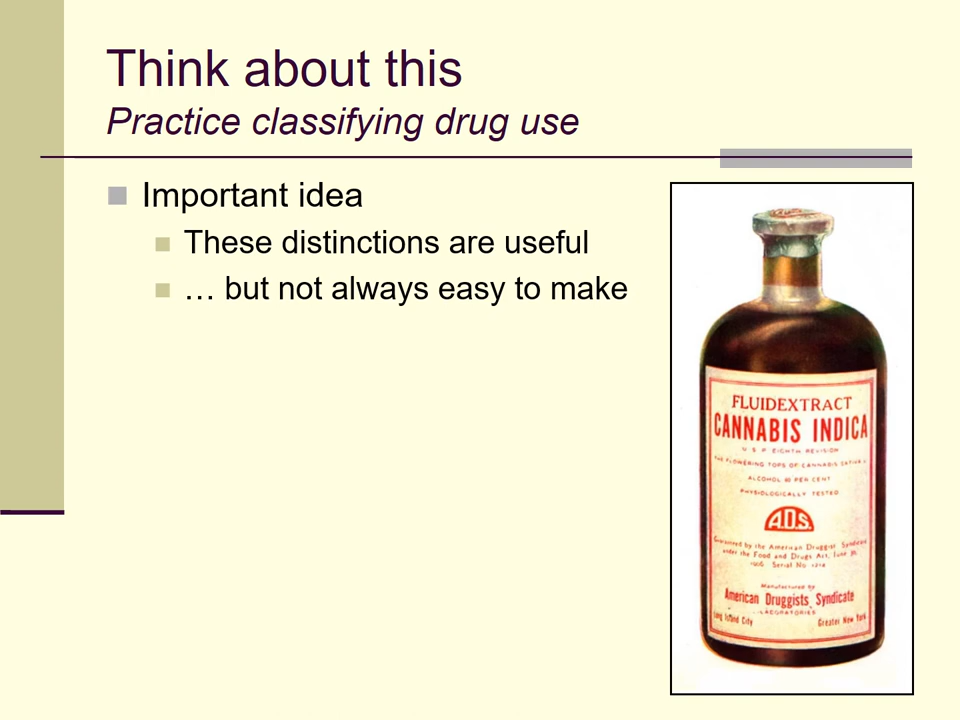 Think about this
Practice classifying drug use
Important idea
These distinctions are useful
… but not always easy to make
FLUIDEXTRACT
CANNABIS INDICA
U S P EIGHTH REVISION
THE FLOWERING TOPS OF CANNABIS SATIVA L
ALCOHOL 80 PER CENT
PHYSIOLOGICALLY TESTED
A.D.S.
Guaranteed by the American Druggist Syndicate
under the Food and Drugs Act, June 30,
1906 Serial No.
Manufactured by
American Druggists Syndicate
LABORATORIES
Long Island City Greater New York